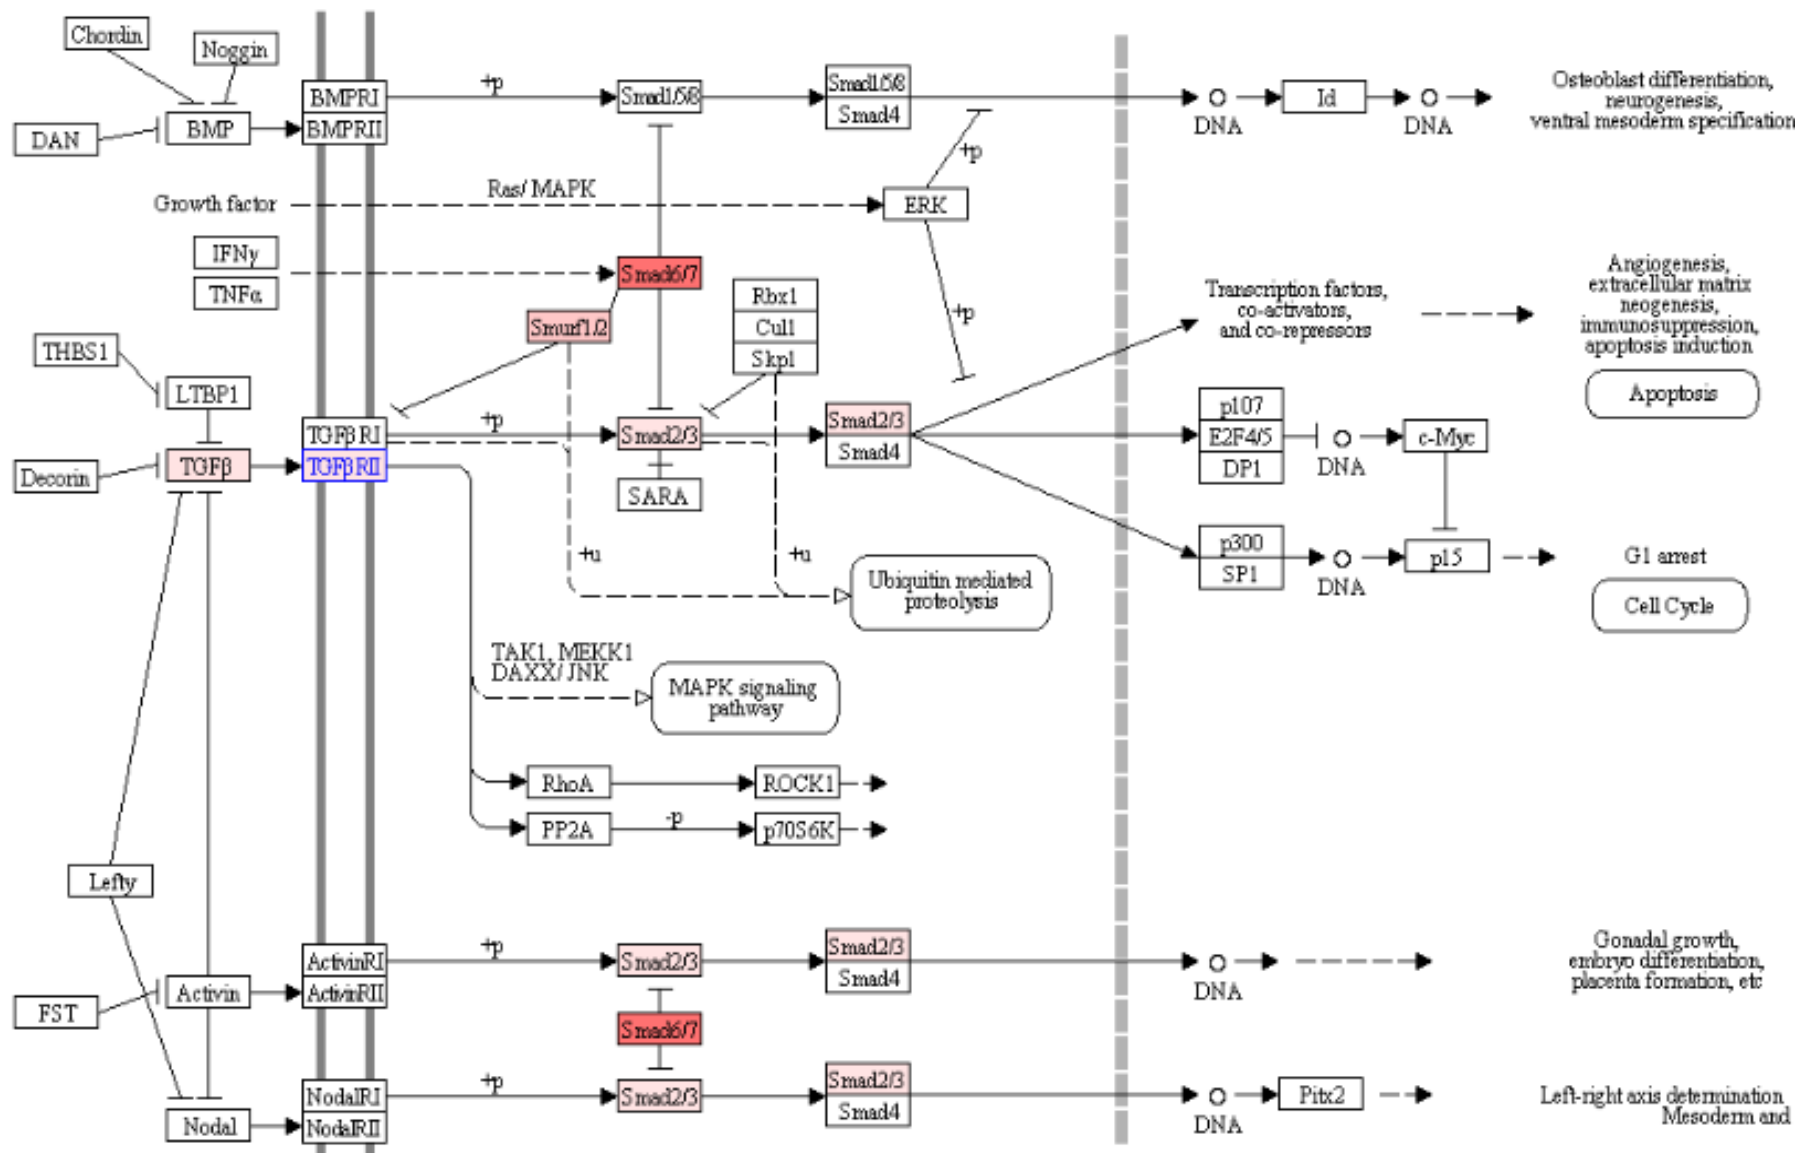 Chordin
Noggin
DAN
BMP
BMPRI
BMPRII
+p
Smad1/5/8
Smad1/5/8
Smad4
DNA
Id
DNA
Osteoblast differentiation,
neurogenesis,
ventral mesoderm specification
+p
Growth factor
Ras/ MAPK
ERK
IFNγ
TNFα
Smad6/7
Smurf1/2
Rbx1
Cul1
Skp1
+p
Transcription factors,
co-activators,
and co-repressors
Angiogenesis,
extracellular matrix
neogenesis,
immunosuppression,
apoptosis induction
Apoptosis
THBS1
LTBP1
Decorin
TGFβ
TGFβ RI
TGFβ RII
+p
Smad2/3
SARA
Smad2/3
Smad4
p107
E2F4/5
DP1
DNA
c-Myc
p300
SP1
DNA
p15
G1 arrest
Cell Cycle
+u
+u
Ubiquitin mediated
proteolysis
TAK1, MEKK1
DAXX/ JNK
MAPK signaling
pathway
RhoA
ROCK1
PP2A
-p
p70S6K
Lefty
FST
Activin
ActivinRI
ActivinRII
+p
Smad2/3
Smad2/3
Smad4
DNA
Gonadal growth,
embryo differentiation,
placenta formation, etc
Smad6/7
Nodal
NodalRI
NodalRII
+p
Smad2/3
Smad2/3
Smad4
DNA
Pitx2
Left-right axis determination
Mesoderm and